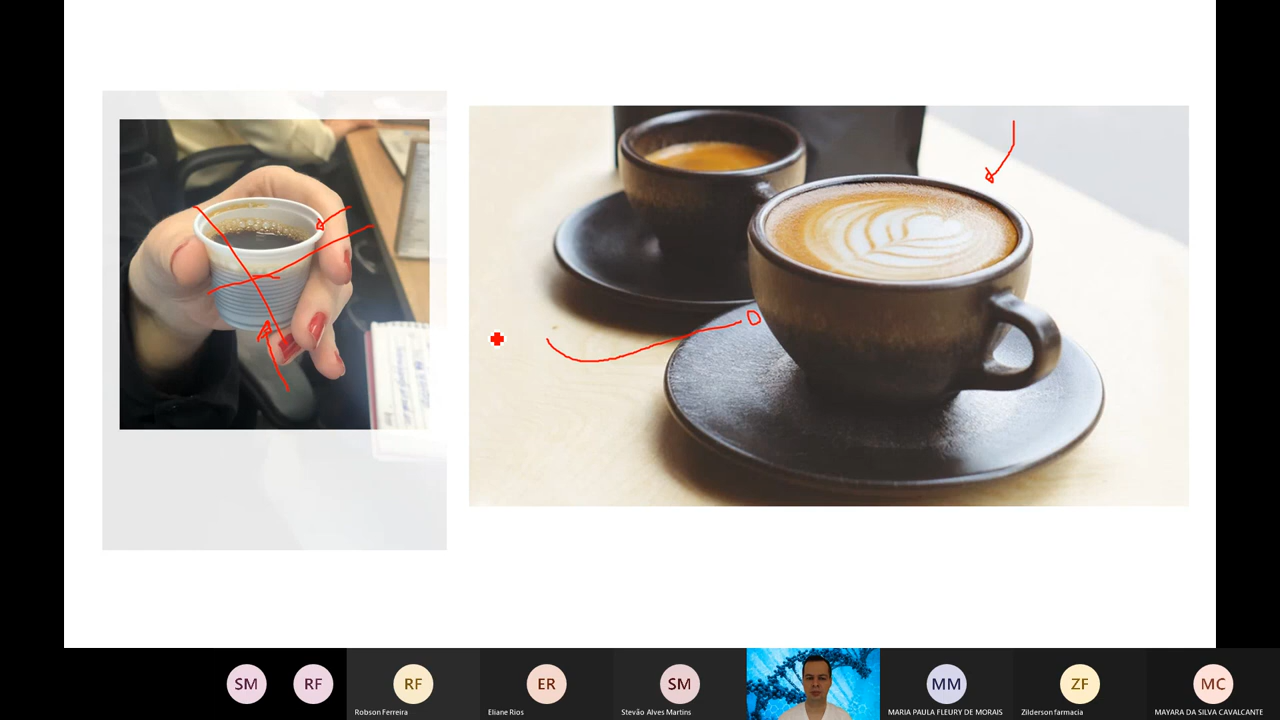 SM
RF
RF
Robson Ferreira
ER
Eliane Rios
SM
Stevão Alves Martins
MM
MARIA PAULA FLEURY DE MORAIS
ZF
Zilderson farmacia
MC
MAYARA DA SILVA CAVALCANTE